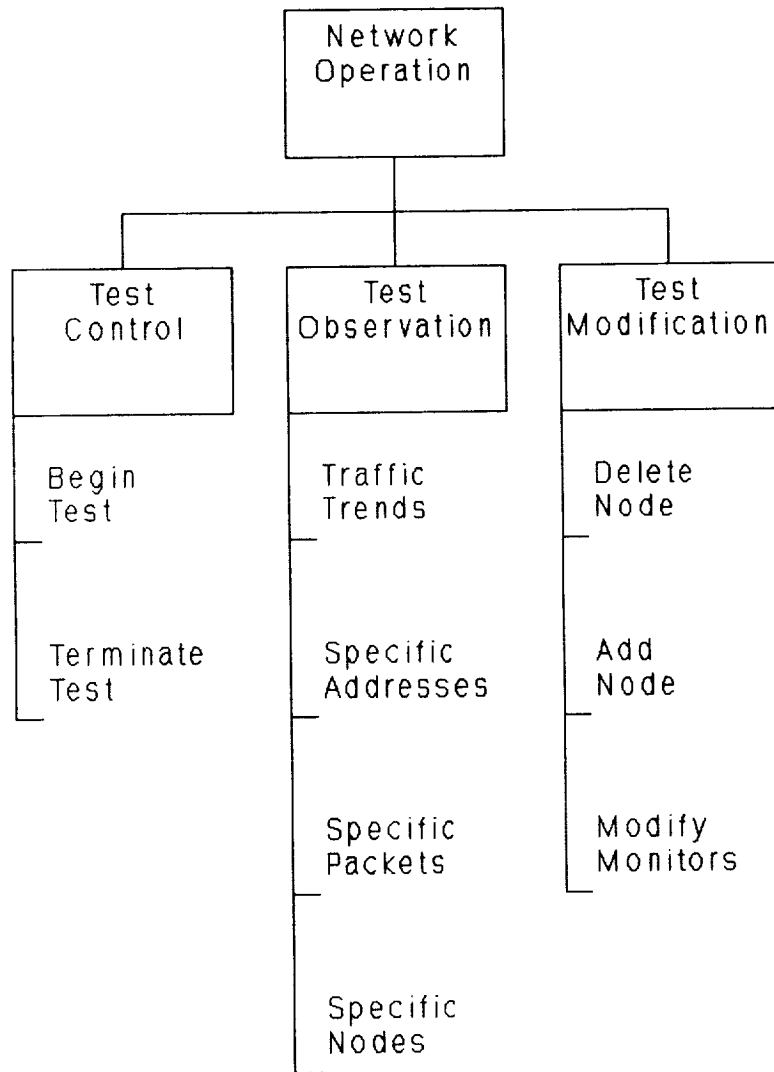 Network
Operation
Test
Control
Begin
Test
Terminate
Test
Test
Observation
Traffic
Trends
Specific
Addresses
Specific
Packets
Specific
Nodes
Test
Modification
Delete
Node
Add
Node
Modify
Monitors